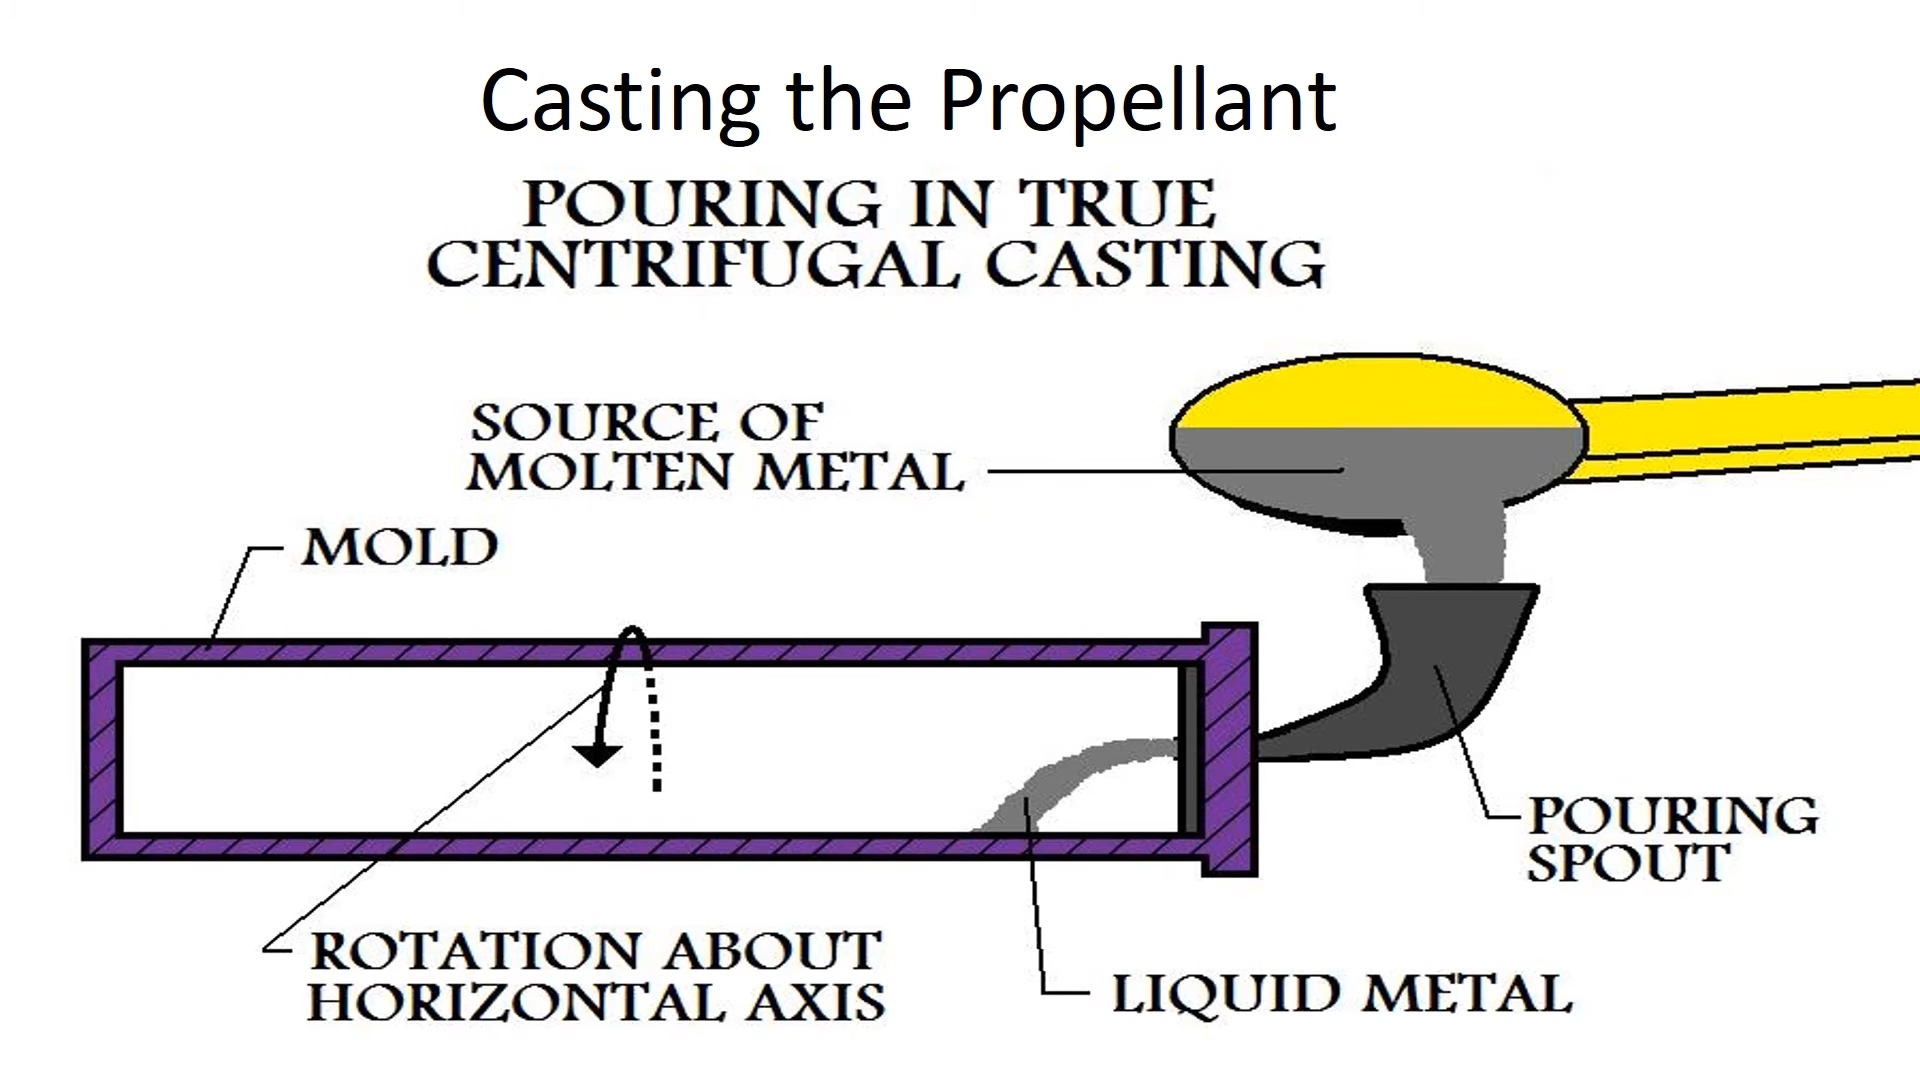 Casting the Propellant
POURING IN TRUE
CENTRIFUGAL CASTING
SOURCE OF
MOLTEN METAL
MOLD
POURING
SPOUT
ROTATION ABOUT
HORIZONTAL AXIS
LIQUID METAL